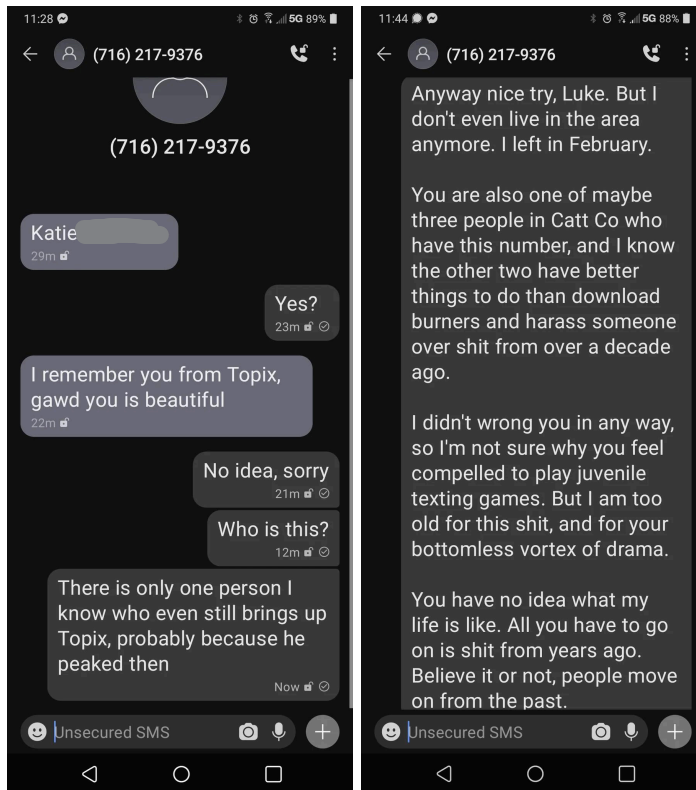 11:28
5G 89%
(716) 217-9376
(716) 217-9376
Katie
29m
Yes?
23m
I remember you from Topix,
gawd you is beautiful
22m
No idea, sorry
21m
Who is this?
12m
There is only one person I
know who even still brings up
Topix, probably because he
peaked then
Now
Unsecured SMS
11:44
5G 88%
(716) 217-9376
Anyway nice try, Luke. But I
don't even live in the area
anymore. I left in February.
You are also one of maybe
three people in Catt Co who
have this number, and I know
the other two have better
things to do than download
burners and harass someone
over shit from over a decade
ago.
I didn't wrong you in any way,
so I'm not sure why you feel
compelled to play juvenile
texting games. But I am too
old for this shit, and for your
bottomless vortex of drama.
You have no idea what my
life is like. All you have to go
on is shit from years ago.
Believe it or not, people move
on from the past.
Unsecured SMS